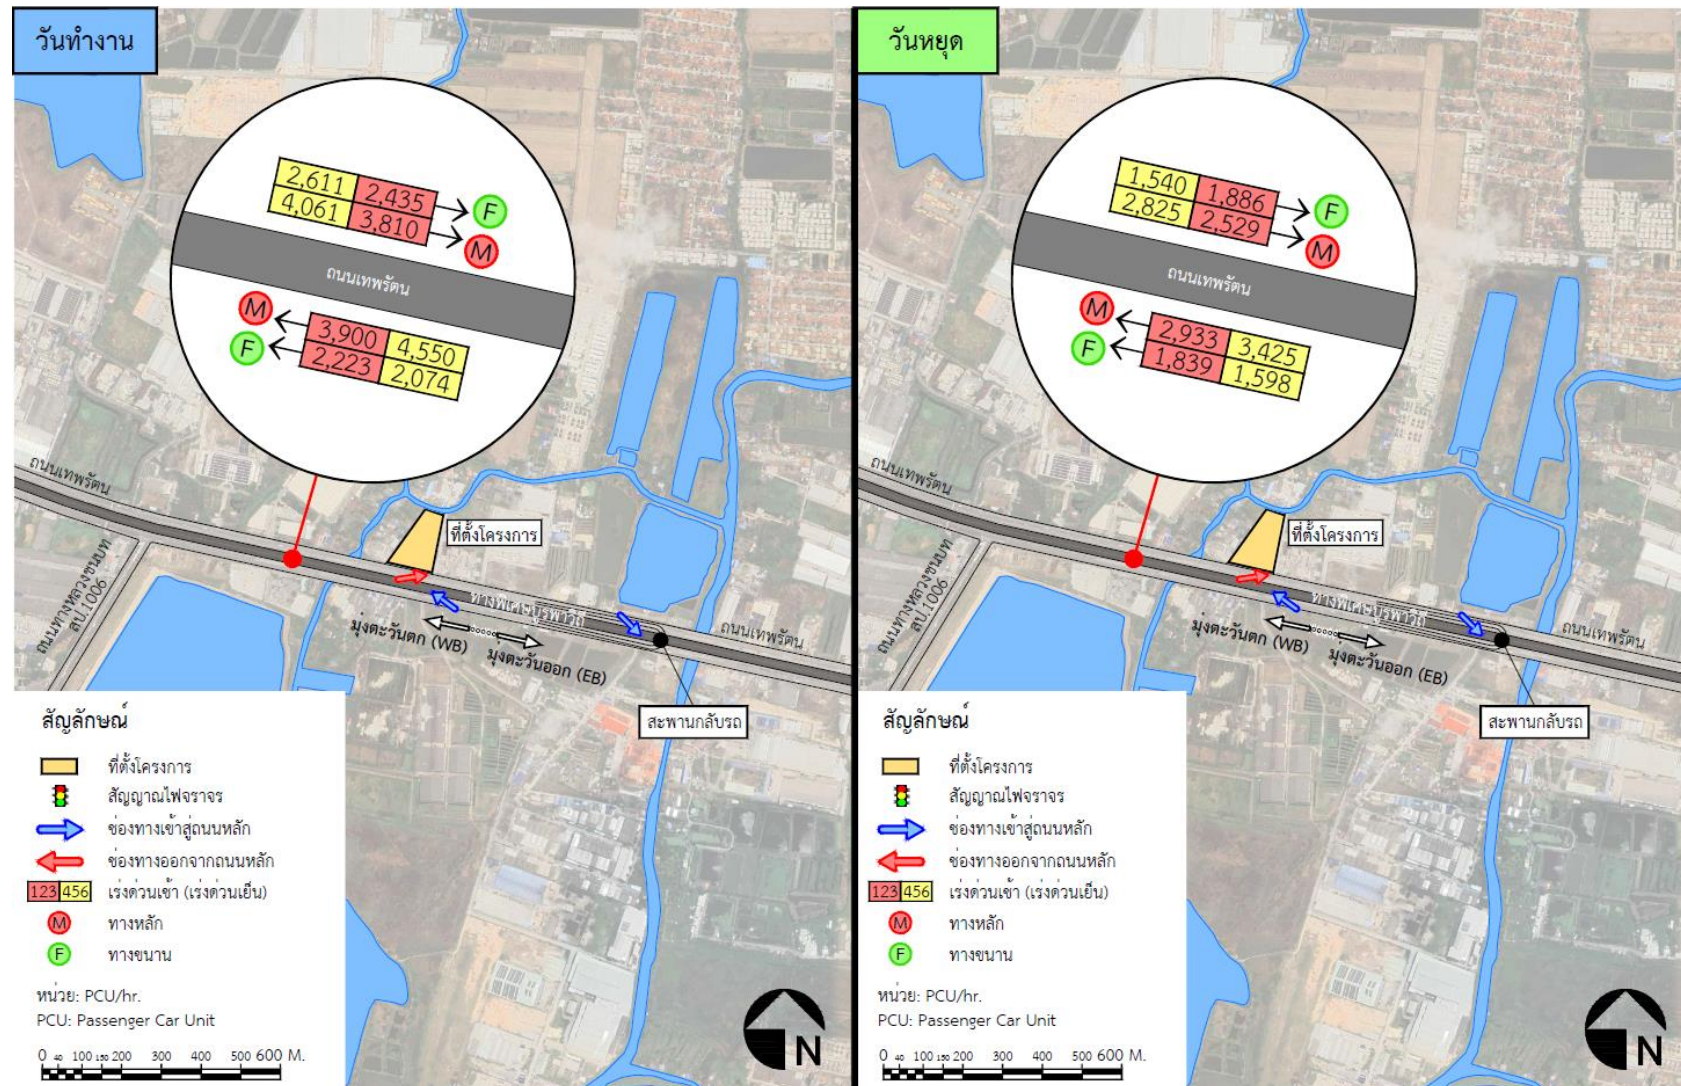 วันทำงาน
2,611 2,435
4,061 3,810
F
M
ถนนเทพรัตน
M
F
3,900 4,550
2,223 2,074
ถนนเทพรัตน
ที่ตั้งโครงการ
ถนนทางหลวงชนบท
สป.1006
ทางพิเศษบูรพาวิถี
ถนนเทพรัตน
มุ่งตะวันตก (WB)
มุ่งตะวันออก (EB)
สะพานกลับรถ
สัญลักษณ์
ที่ตั้งโครงการ
สัญญาณไฟจราจร
ช่องทางเข้าสู่ถนนหลัก
ช่องทางออกจากถนนหลัก
123 456 เร่งด่วนเช้า (เร่งด่วนเย็น)
M ทางหลัก
F ทางขนาน
หน่วย: PCU/hr.
PCU: Passenger Car Unit
0 40 100 150 200 300 400 500 600 M.
N
วันหยุด
1,540 1,886
2,825 2,529
F
M
ถนนเทพรัตน
M
F
2,933 3,425
1,839 1,598
ถนนเทพรัตน
ที่ตั้งโครงการ
ถนนทางหลวงชนบท
สป.1006
ทางพิเศษบูรพาวิถี
ถนนเทพรัตน
มุ่งตะวันตก (WB)
มุ่งตะวันออก (EB)
สะพานกลับรถ
สัญลักษณ์
ที่ตั้งโครงการ
สัญญาณไฟจราจร
ช่องทางเข้าสู่ถนนหลัก
ช่องทางออกจากถนนหลัก
123 456 เร่งด่วนเช้า (เร่งด่วนเย็น)
M ทางหลัก
F ทางขนาน
หน่วย: PCU/hr.
PCU: Passenger Car Unit
0 40 100 150 200 300 400 500 600 M.
N